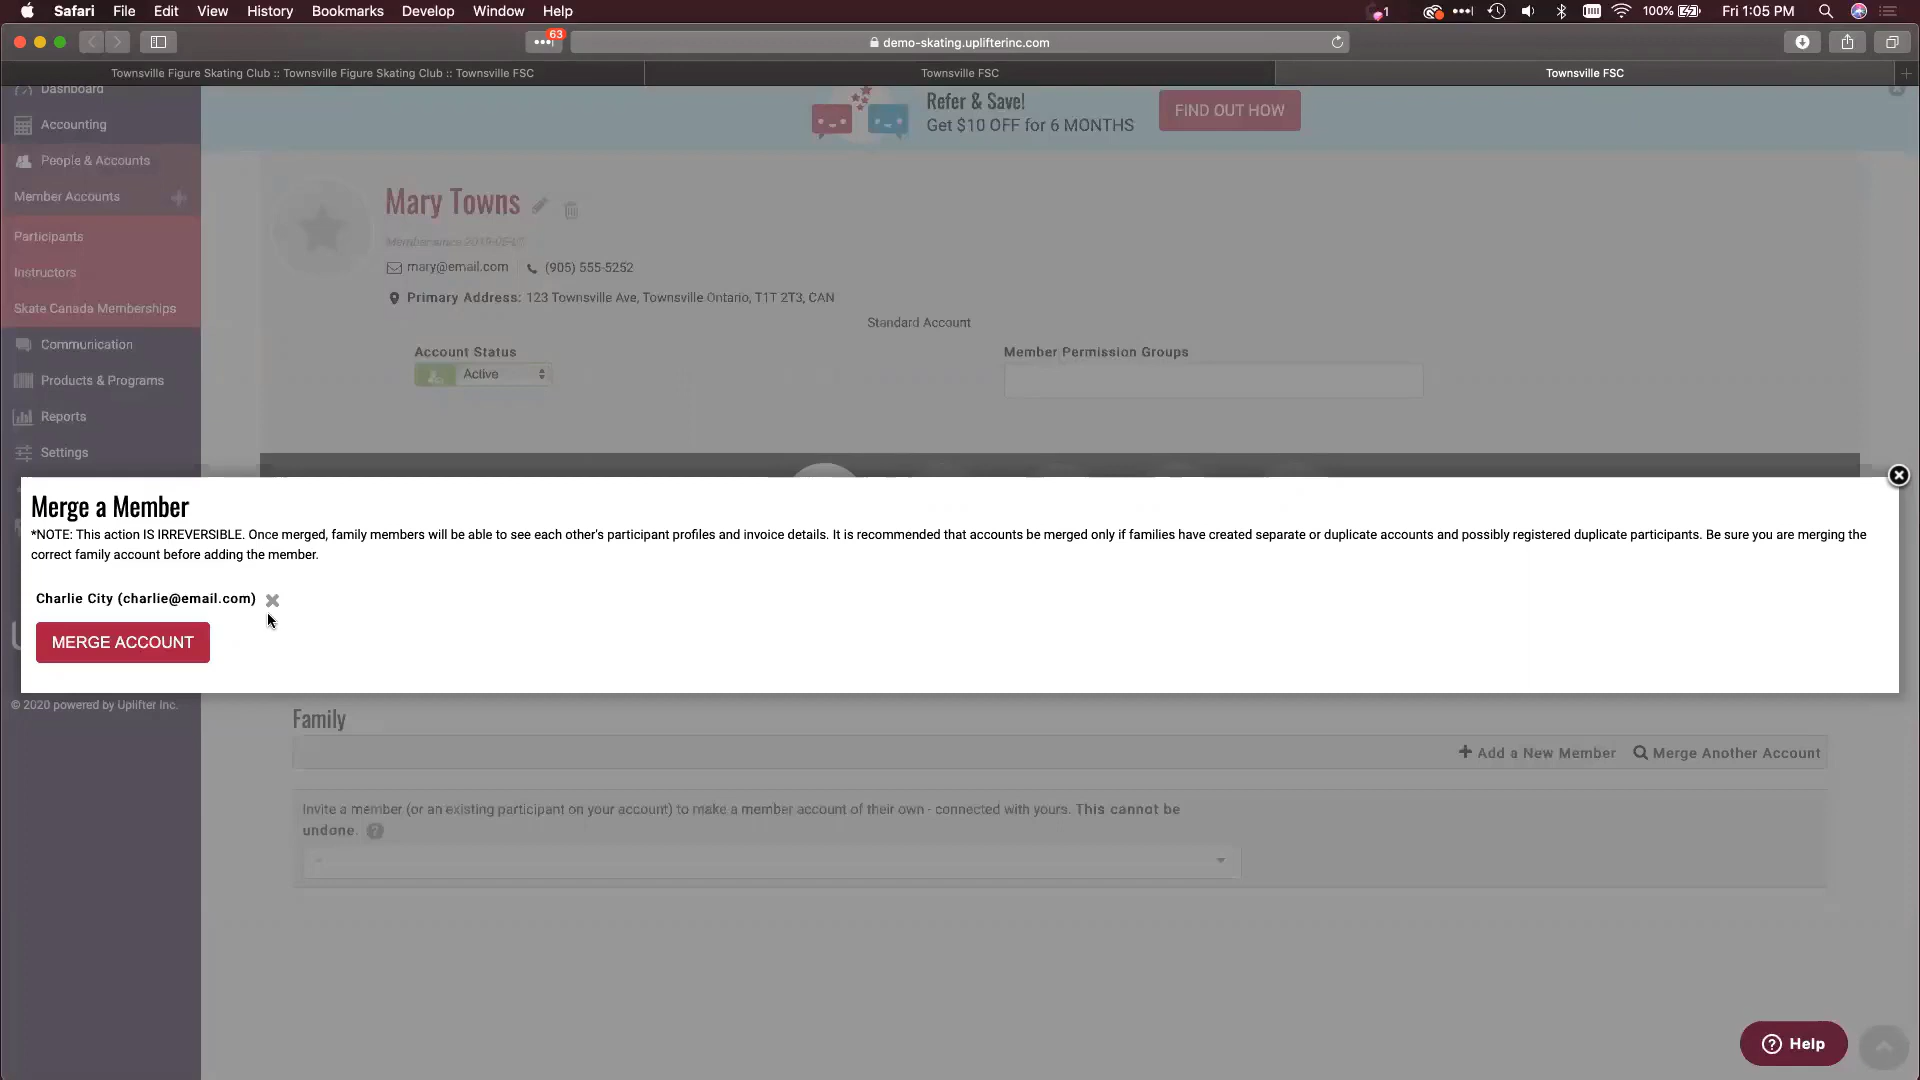 Safari File Edit View History Bookmarks Develop Window Help 1 100% Fri 1:05 PM
63 demo-skating.uplifterinc.com
Townsville Figure Skating Club :: Townsville Figure Skating Club :: Townsville FSC Townsville FSC Townsville FSC
Dashboard
Accounting
People & Accounts
Member Accounts
Participants
Instructors
Skate Canada Memberships
Communication
Products & Programs
Reports
Settings
© 2020 powered by Uplifter Inc.
Refer & Save!
Get $10 OFF for 6 MONTHS
FIND OUT HOW
Mary Towns
Member since
mary@email.com (905) 555-5252
Primary Address: 123 Townsville Ave, Townsville Ontario, T1T 2T3, CAN
Standard Account
Account Status Member Permission Groups
Active
Merge a Member
*NOTE: This action IS IRREVERSIBLE. Once merged, family members will be able to see each other's participant profiles and invoice details. It is recommended that accounts be merged only if families have created separate or duplicate accounts and possibly registered duplicate participants. Be sure you are merging the
correct family account before adding the member.
Charlie City (charlie@email.com)
MERGE ACCOUNT
Family
Add a New Member Merge Another Account
Invite a member (or an existing participant on your account) to make a member account of their own - connected with yours. This cannot be
undone. ?
Help